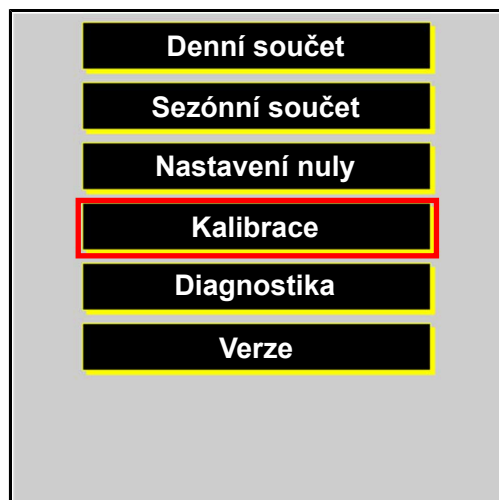 Denní součet
Sezónní součet
Nastavení nuly
Kalibrace
Diagnostika
Verze